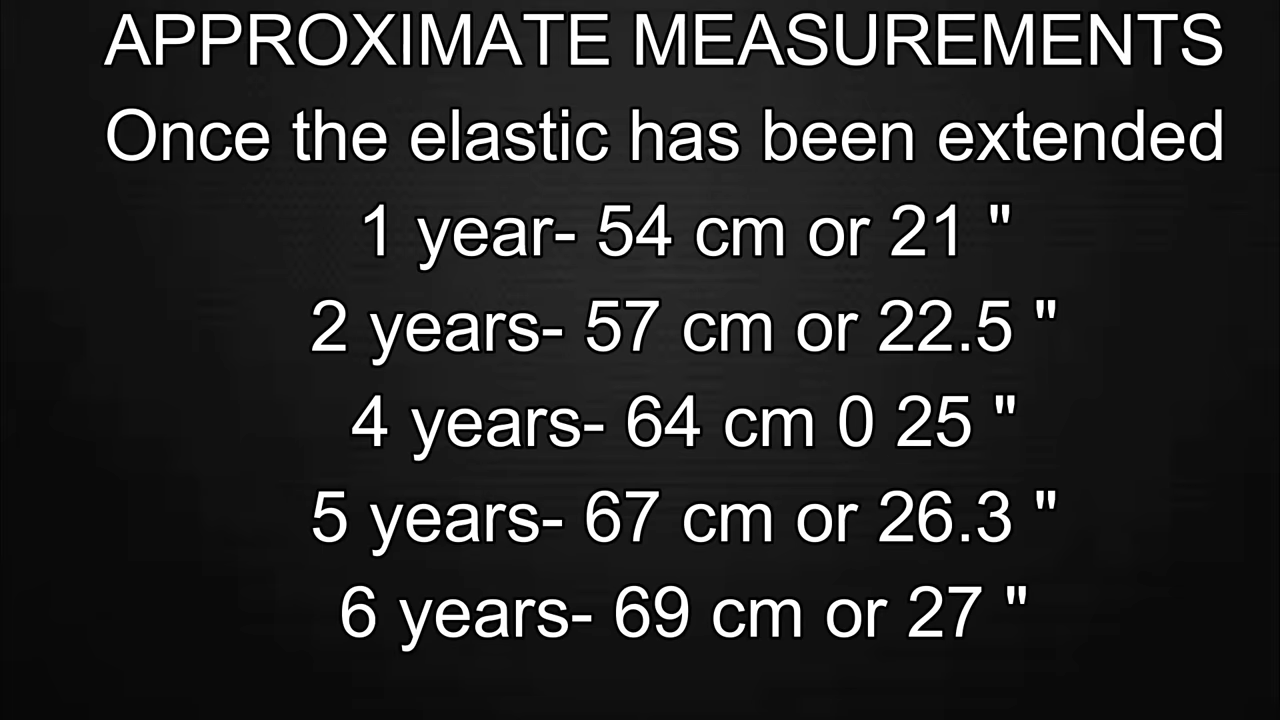 APPROXIMATE MEASUREMENTS
Once the elastic has been extended
1 year- 54 cm or 21 "
2 years- 57 cm or 22.5 "
4 years- 64 cm 0 25 "
5 years- 67 cm or 26.3 "
6 years- 69 cm or 27 "